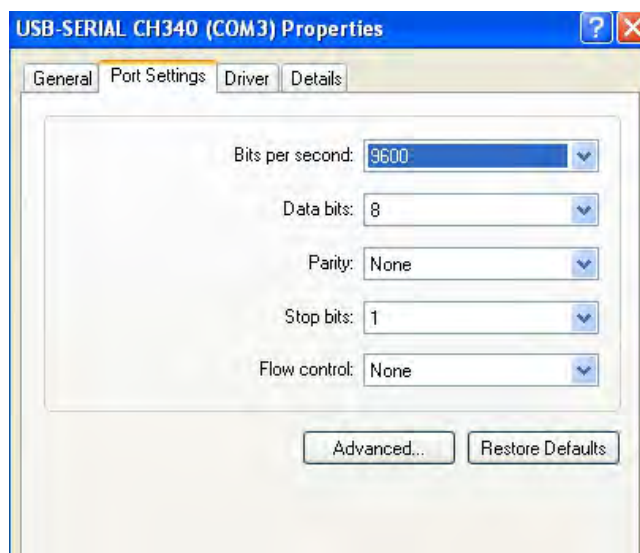 USB-SERIAL CH340 (COM3) Properties
General Port Settings Driver Details
Bits per second: 9600
Data bits: 8
Parity: None
Stop bits: 1
Flow control: None
Advanced... Restore Defaults